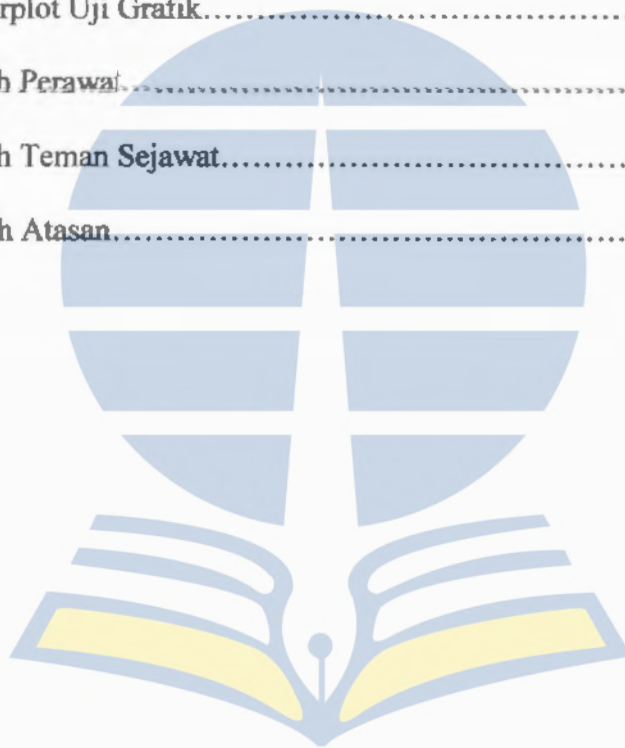 rplot Uji Grafik..............................................
h Perawat..............................................
h Teman Sejawat..............................................
h Atasan..............................................